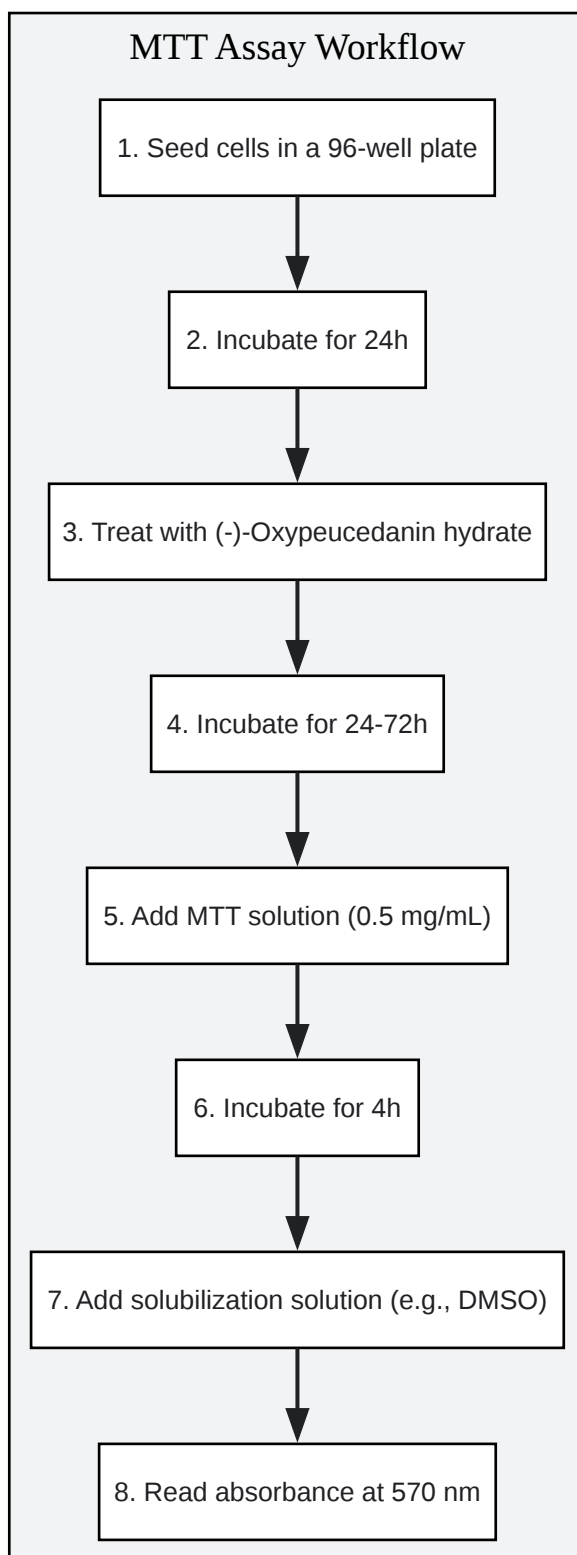 MTT Assay Workflow
1. Seed cells in a 96-well plate
2. Incubate for 24h
3. Treat with (-)-Oxypeucedanin hydrate
4. Incubate for 24-72h
5. Add MTT solution (0.5 mg/mL)
6. Incubate for 4h
7. Add solubilization solution (e.g., DMSO)
8. Read absorbance at 570 nm